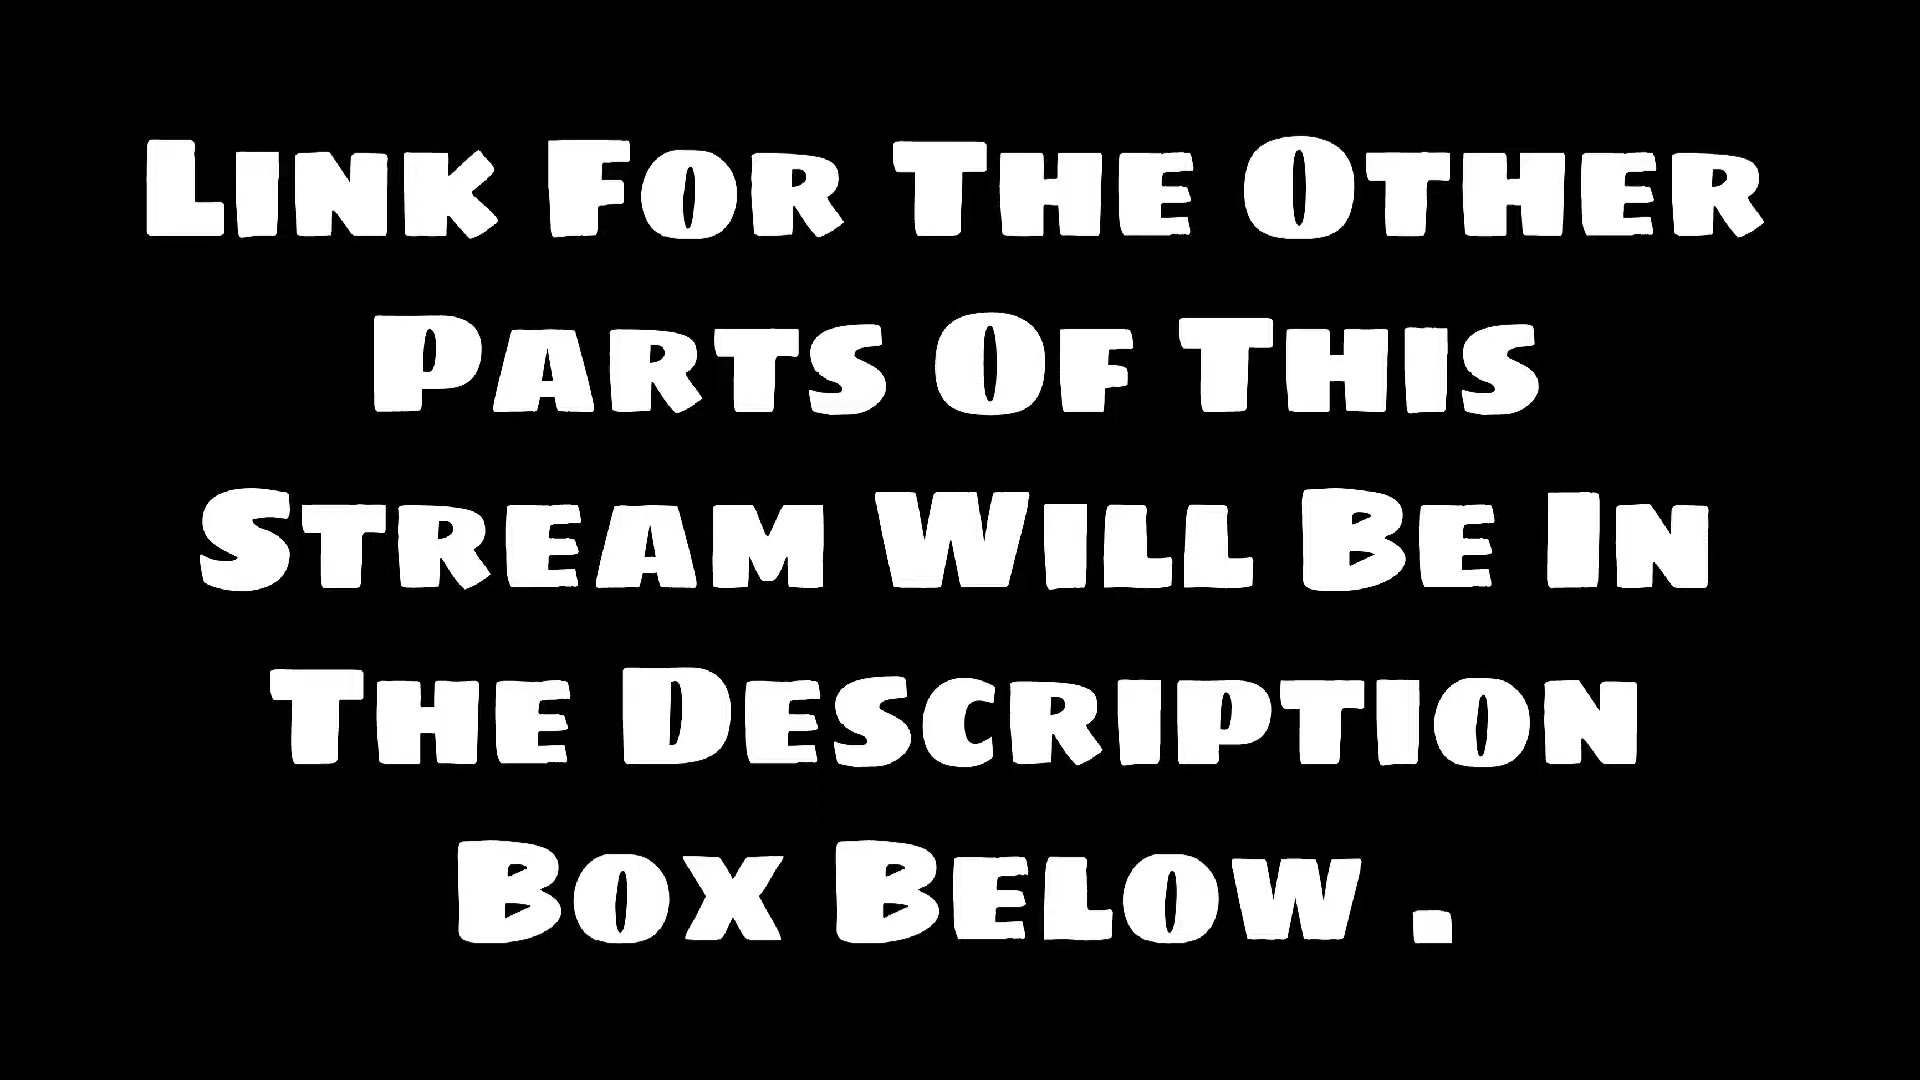 Link For The Other
Parts Of This
Stream Will Be In
The Description
Box Below .